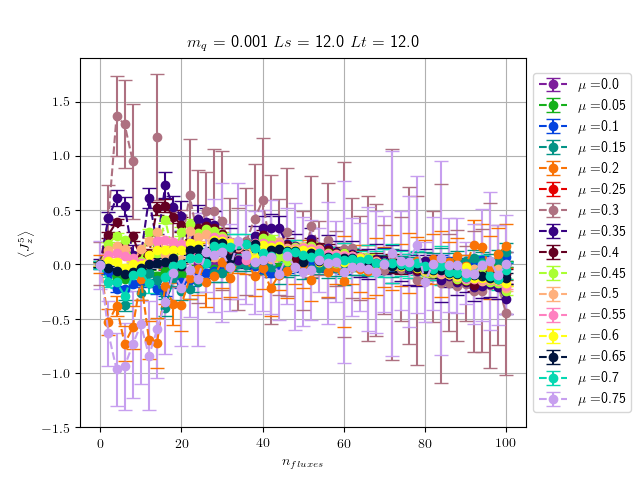 m_q = 0.001 Ls = 12.0 Lt = 12.0
⟨J_z^5⟩
1.5
1.0
0.5
0.0
−0.5
−1.0
−1.5
0 20 40 60 80 100
n_fluxes
μ =0.0
μ =0.05
μ =0.1
μ =0.15
μ =0.2
μ =0.25
μ =0.3
μ =0.35
μ =0.4
μ =0.45
μ =0.5
μ =0.55
μ =0.6
μ =0.65
μ =0.7
μ =0.75